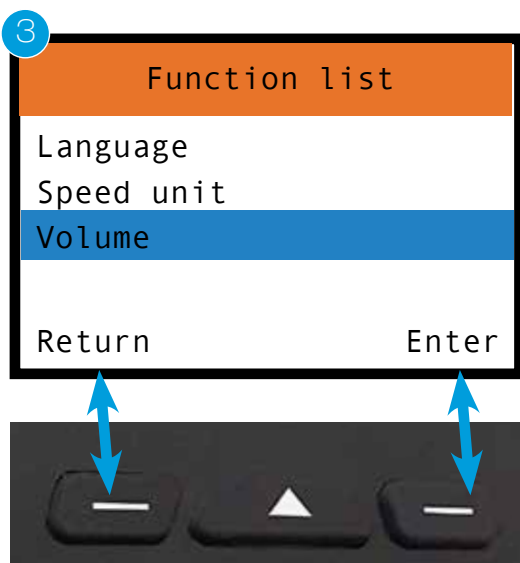 3
Function list
Language
Speed unit
Volume
Return Enter